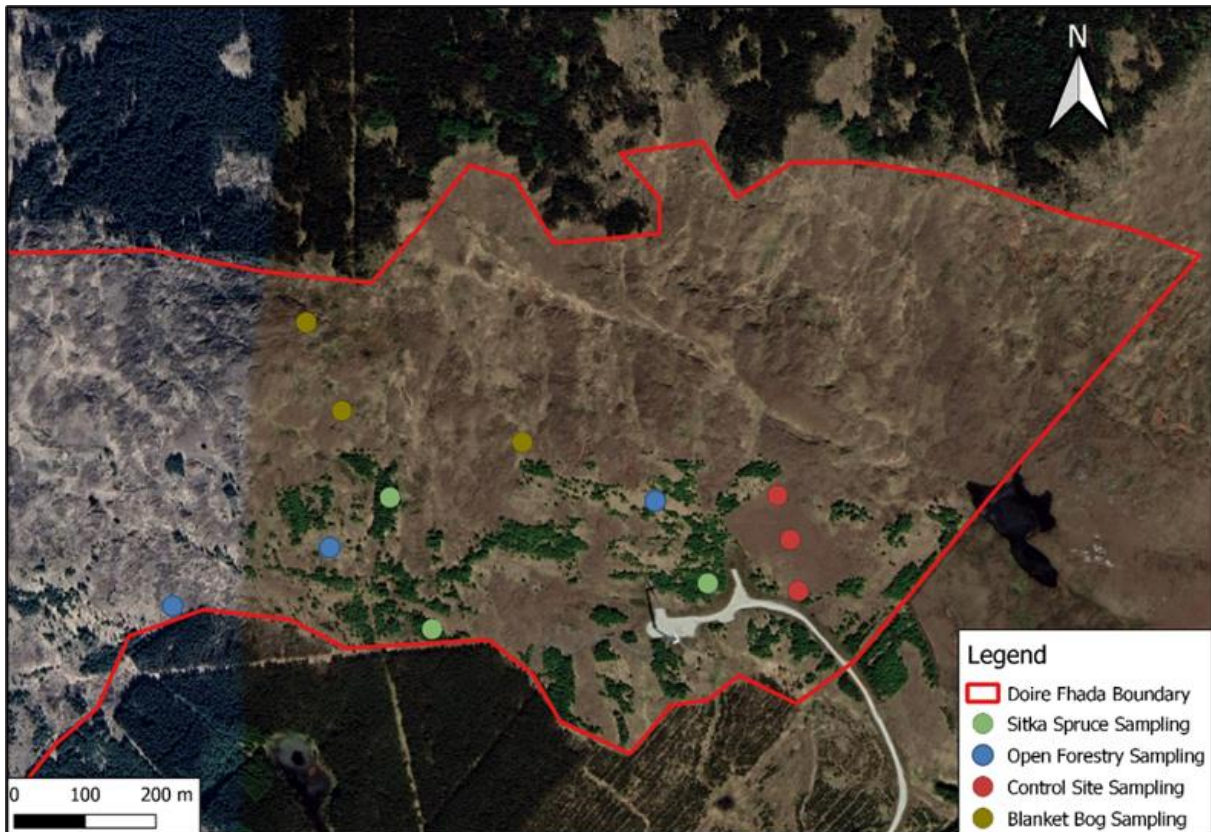 N
Legend
Doire Fhada Boundary
Sitka Spruce Sampling
Open Forestry Sampling
Control Site Sampling
Blanket Bog Sampling
0 100 200 m